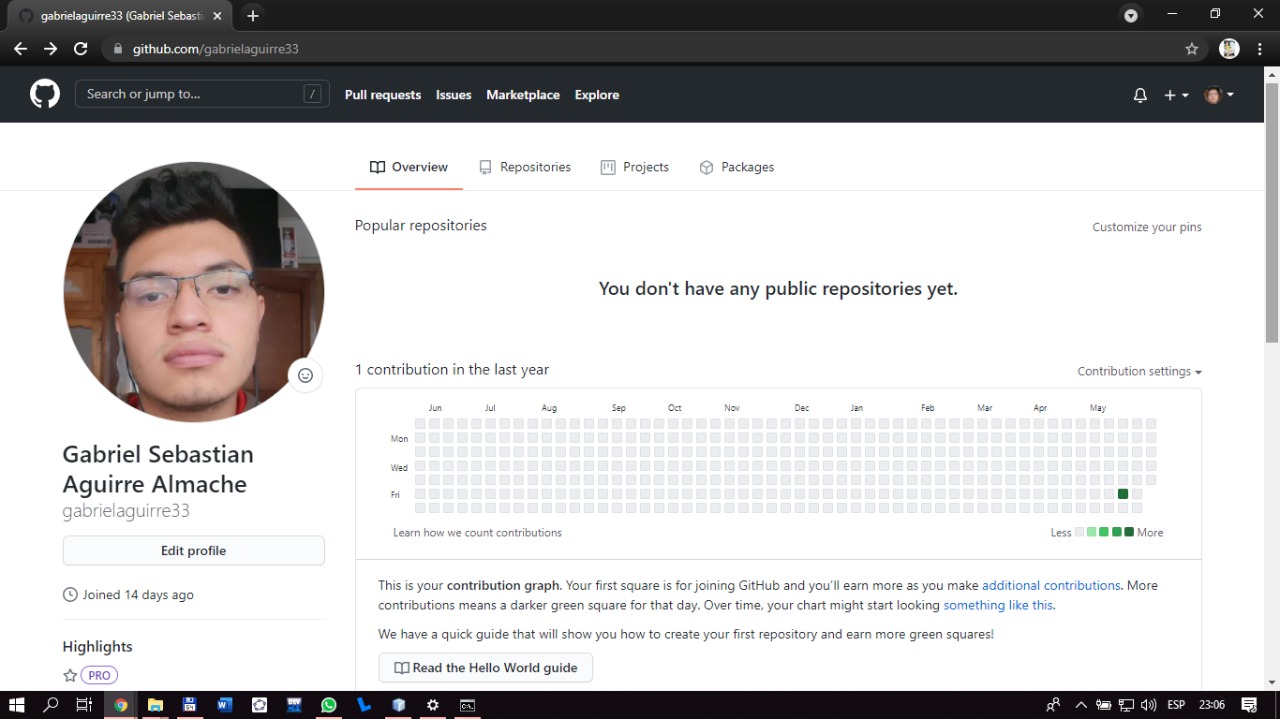 gabrielaguirre33 (Gabriel Sebasti
github.com/gabrielaguirre33
Search or jump to...
/
Pull requests
Issues
Marketplace
Explore
Overview
Repositories
Projects
Packages
Popular repositories
Customize your pins
You don't have any public repositories yet.
1 contribution in the last year
Contribution settings
Jun Jul Aug Sep Oct Nov Dec Jan Feb Mar Apr May
Mon
Wed
Fri
Learn how we count contributions
Less
More
This is your contribution graph. Your first square is for joining GitHub and you'll earn more as you make additional contributions. More
contributions means a darker green square for that day. Over time, your chart might start looking something like this.
We have a quick guide that will show you how to create your first repository and earn more green squares!
Read the Hello World guide
Gabriel Sebastian
Aguirre Almache
gabrielaguirre33
Edit profile
Joined 14 days ago
Highlights
PRO
ESP
23:06